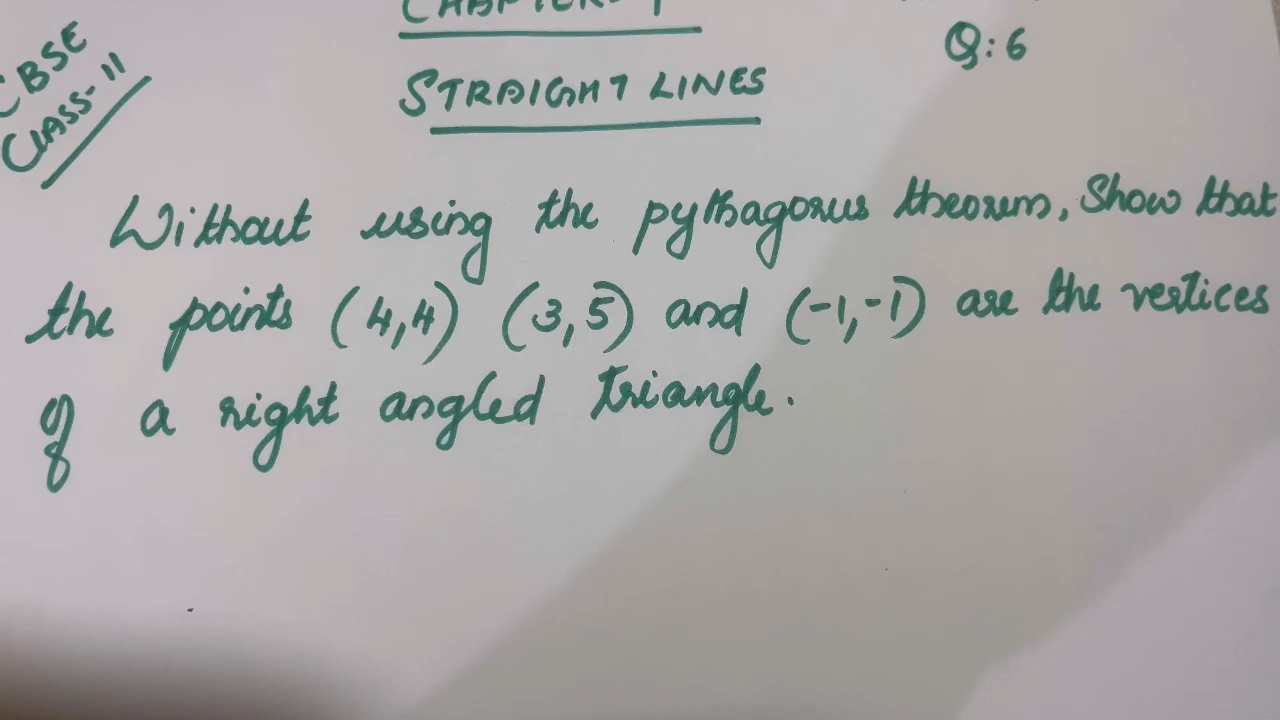 Q:6
CBSE
CLASS-11
STRAIGHT LINES
Without using the pythagorus theorem, Show that
the points (4,4) (3,5) and (-1,-1) are the vertices
of a right angled triangle.